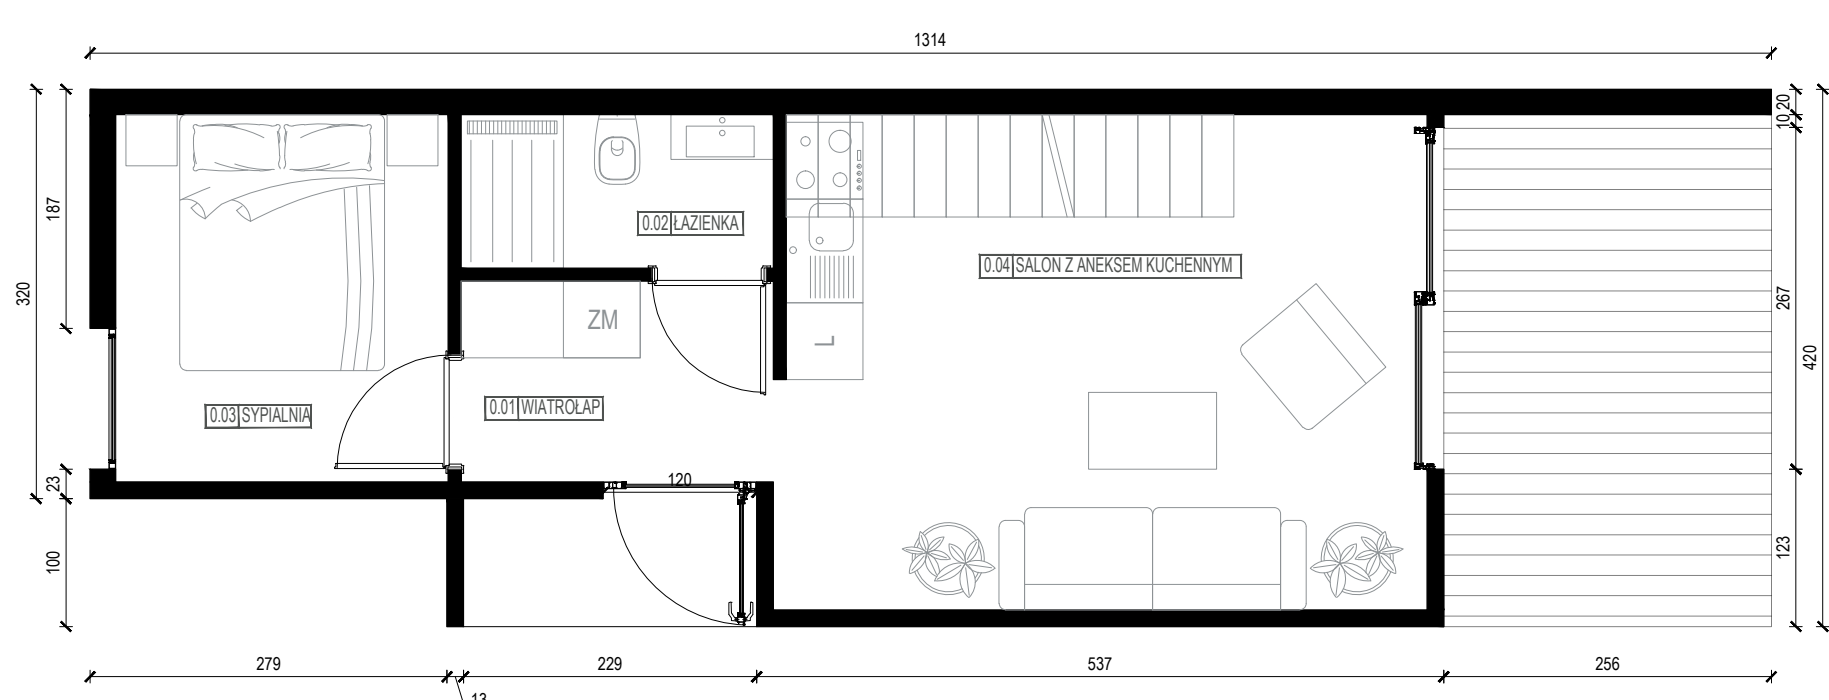 1314
20
10
187
320
0.02 ŁAZIENKA
0.04 SALON Z ANEKSEM KUCHENNYM
267
420
ZM
L
0.03 SYPIALNIA
0.01 WIATROŁAP
23
120
100
123
279
229
537
256
13